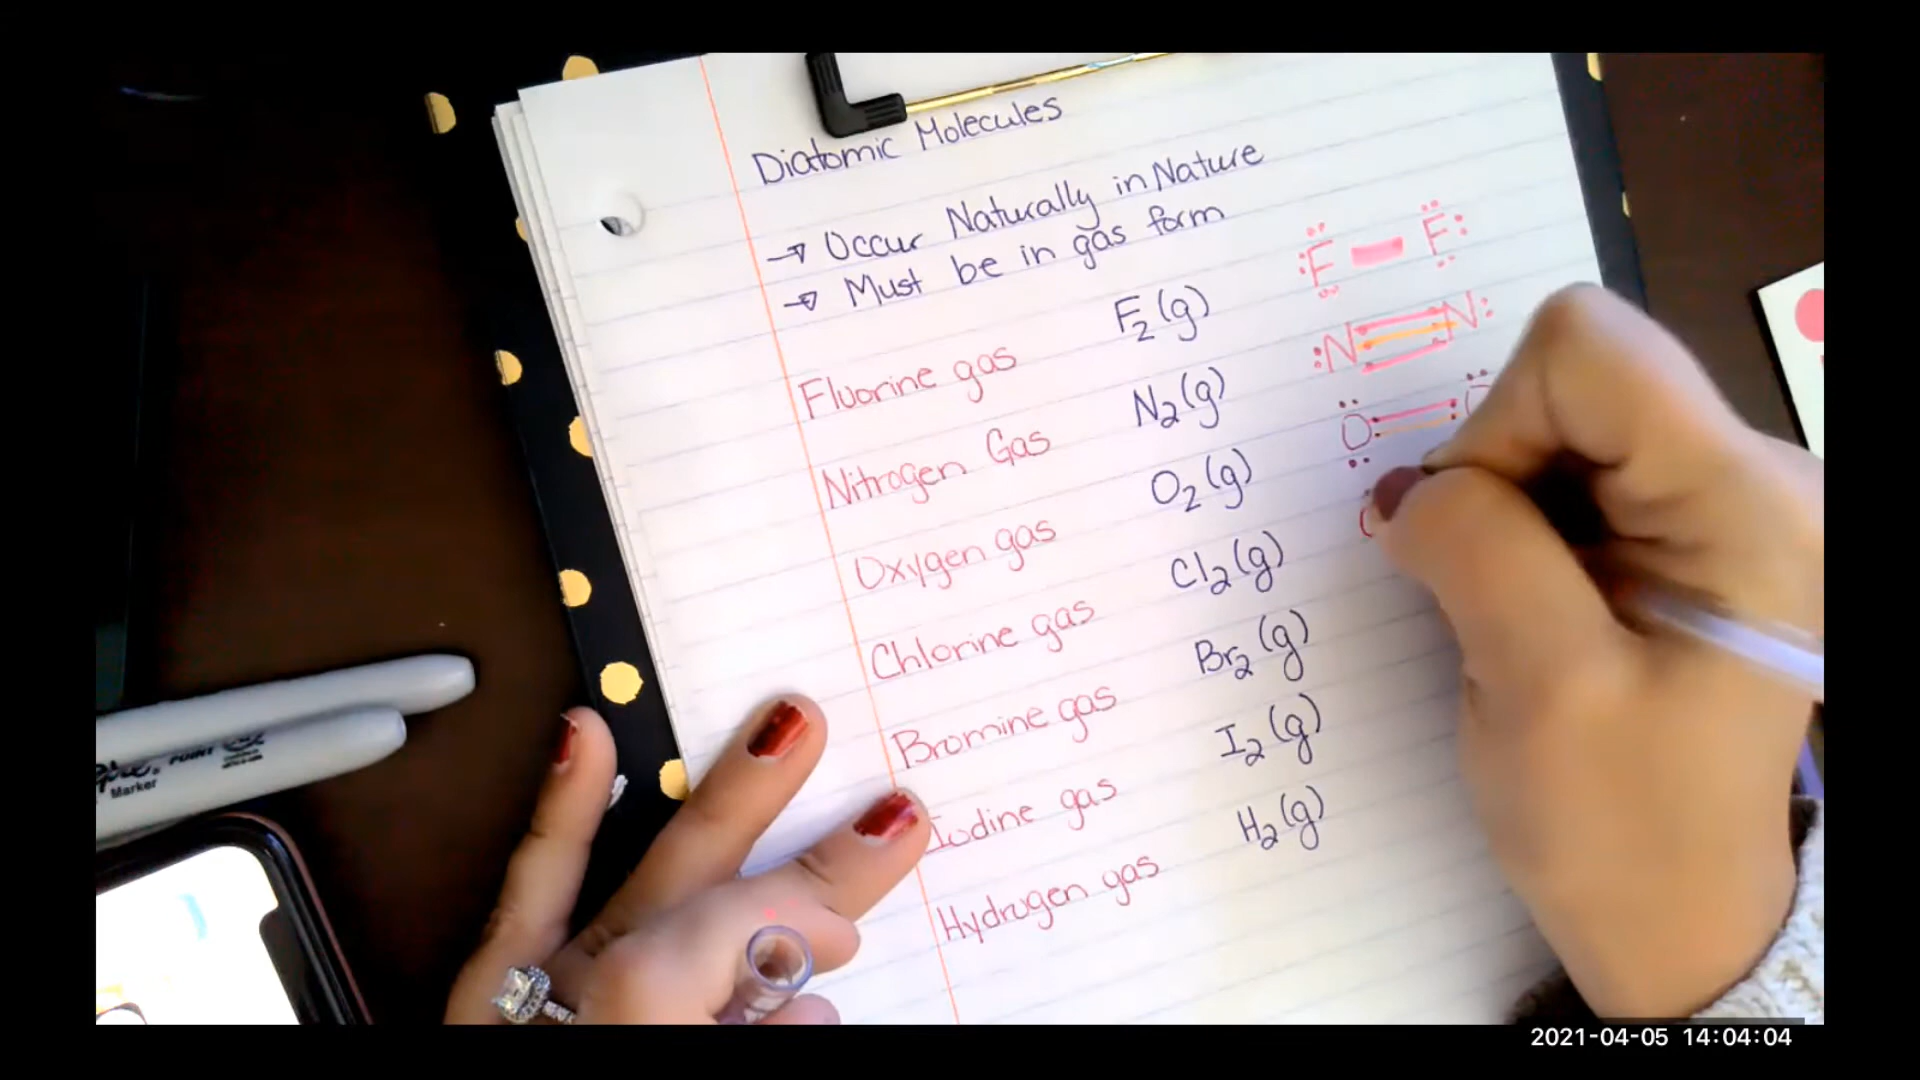 Diatomic Molecules
→ Occur Naturally in Nature
→ Must be in gas form
Fluorine gas F₂(g) F F
Nitrogen Gas N₂(g) N N
Oxygen gas O₂(g) O
Chlorine gas Cl₂(g)
Bromine gas Br₂(g)
Iodine gas I₂(g)
Hydrogen gas H₂(g)
POINT
Marker
2021-04-05 14:04:04